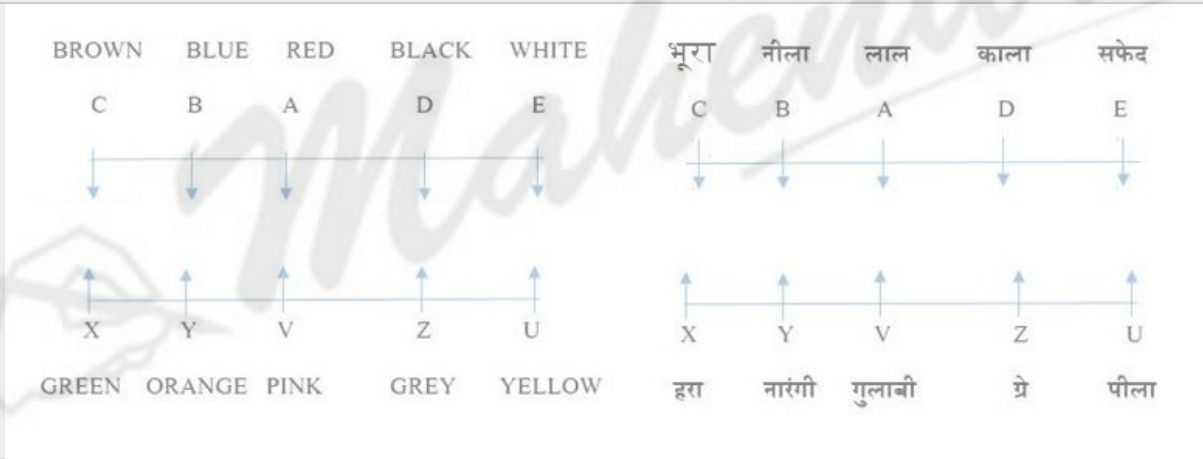 BROWN BLUE RED BLACK WHITE
C B A D E
X Y V Z U
GREEN ORANGE PINK GREY YELLOW
भूरा नीला लाल काला सफेद
C B A D E
X Y V Z U
हरा नारंगी गुलाबी ग्रे पीला